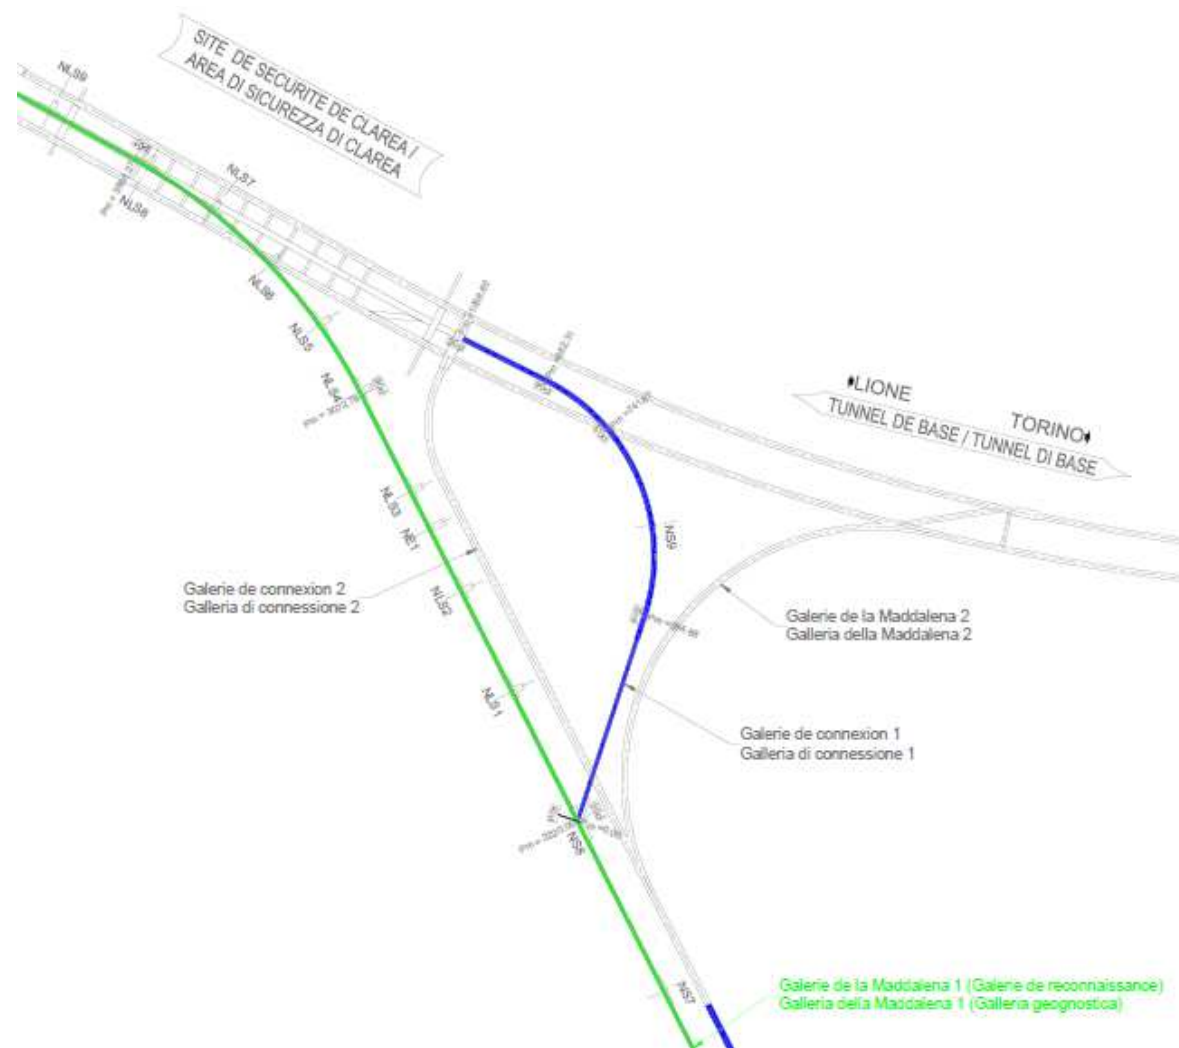 SITE DE SECURITE DE CLAREA /
AREA DI SICUREZZA DI CLAREA
NLS9
NLS8
NLS7
NLS6
NLS5
NLS4
NLS3
NE1
NLS2
NLS1
NS9
NS8
NS7
LIONE
TORINO
TUNNEL DE BASE / TUNNEL DI BASE
Galerie de connexion 2
Galleria di connessione 2
Galerie de la Maddalena 2
Galleria della Maddalena 2
Galerie de connexion 1
Galleria di connessione 1
Galerie de la Maddalena 1 (Galerie de reconnaissance)
Galleria della Maddalena 1 (Galleria geognostica)